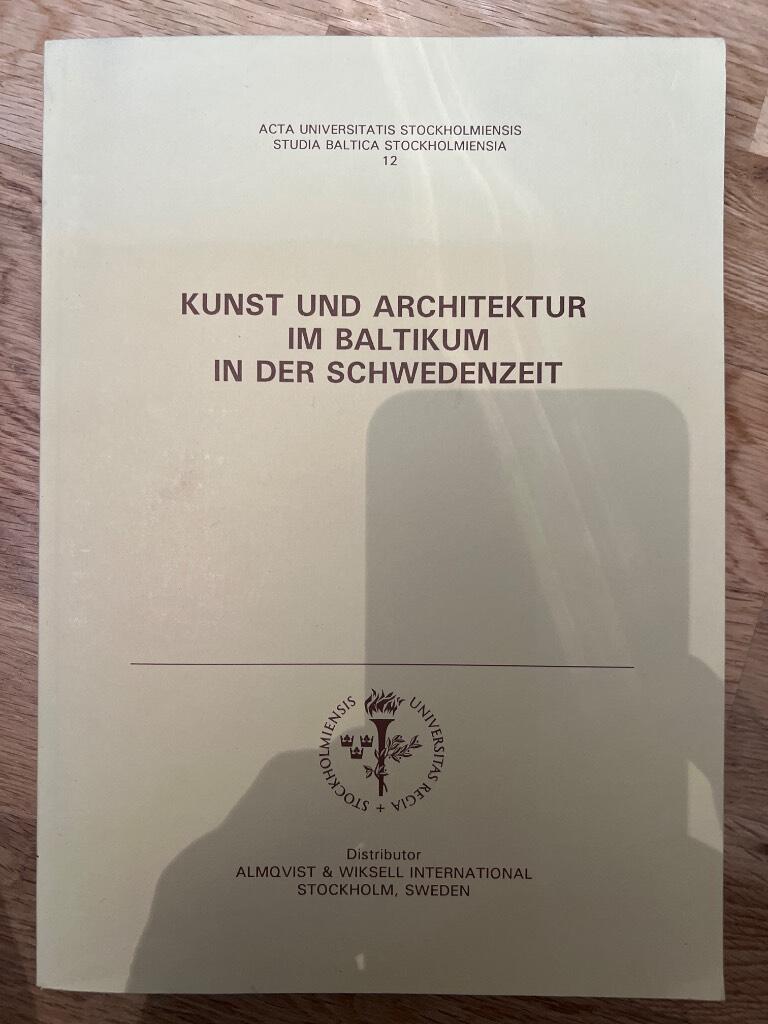 ACTA UNIVERSITATIS STOCKHOLMIENSIS
STUDIA BALTICA STOCKHOLMIENSIA
12
KUNST UND ARCHITEKTUR
IM BALTIKUM
IN DER SCHWEDENZEIT
STOCKHOLMIENSIS + UNIVERSITAS REGIA
Distributor
ALMQVIST & WIKSELL INTERNATIONAL
STOCKHOLM, SWEDEN